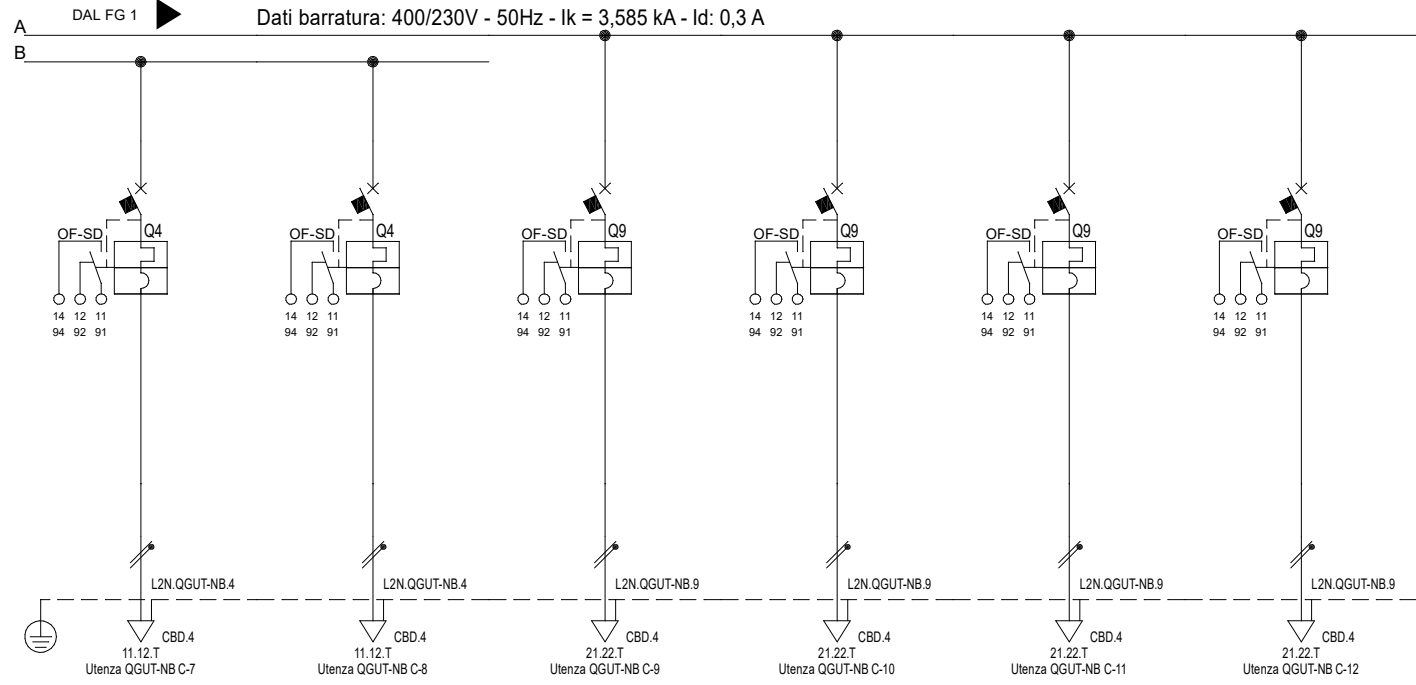 DAL FG 1
Dati barratura: 400/230V - 50Hz - Ik = 3,585 kA - Id: 0,3 A
A
B
OF-SD Q4 OF-SD Q4 OF-SD Q9 OF-SD Q9 OF-SD Q9 OF-SD Q9
14 12 11 14 12 11 14 12 11 14 12 11 14 12 11 14 12 11
94 92 91 94 92 91 94 92 91 94 92 91 94 92 91 94 92 91
L2N.QGUT-NB.4 L2N.QGUT-NB.4 L2N.QGUT-NB.9 L2N.QGUT-NB.9 L2N.QGUT-NB.9 L2N.QGUT-NB.9
CBD.4 CBD.4 CBD.4 CBD.4 CBD.4 CBD.4
11.12.T 11.12.T 21.22.T 21.22.T 21.22.T 21.22.T
Utenza QGUT-NB C-7 Utenza QGUT-NB C-8 Utenza QGUT-NB C-9 Utenza QGUT-NB C-10 Utenza QGUT-NB C-11 Utenza QGUT-NB C-12